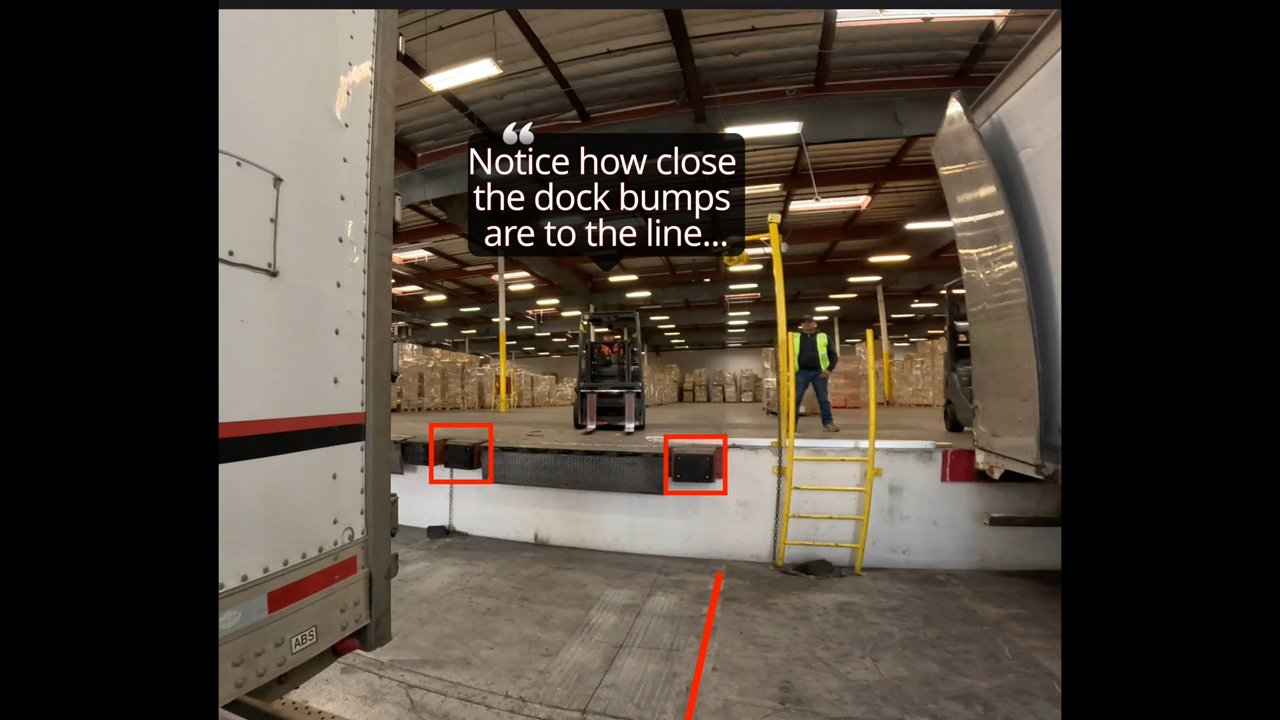 Notice how close
the dock bumps
are to the line...
ABS